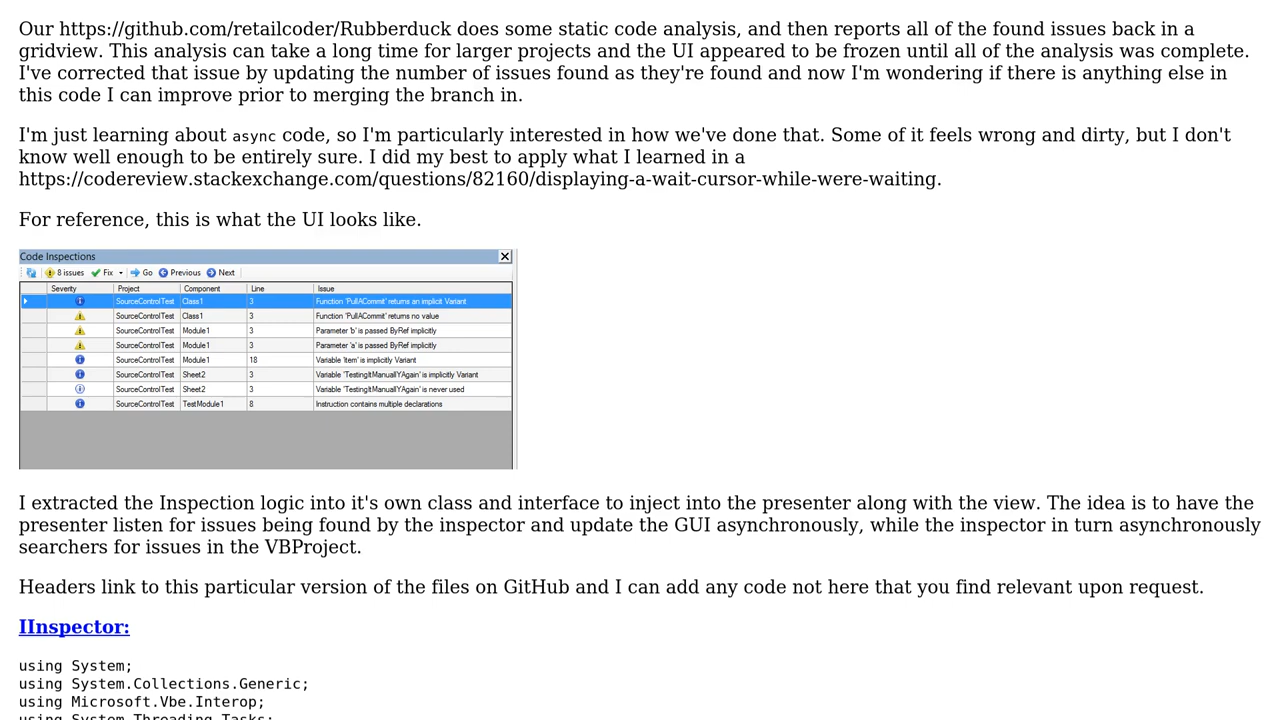 Our https://github.com/retailcoder/Rubberduck does some static code analysis, and then reports all of the found issues back in a
gridview. This analysis can take a long time for larger projects and the UI appeared to be frozen until all of the analysis was complete.
I've corrected that issue by updating the number of issues found as they're found and now I'm wondering if there is anything else in
this code I can improve prior to merging the branch in.
I'm just learning about async code, so I'm particularly interested in how we've done that. Some of it feels wrong and dirty, but I don't
know well enough to be entirely sure. I did my best to apply what I learned in a
https://codereview.stackexchange.com/questions/82160/displaying-a-wait-cursor-while-were-waiting.
For reference, this is what the UI looks like.
Code Inspections
8 issues Fix Go Previous Next
Severity Project Component Line Issue
SourceControlTest Class1 3 Function 'PullACommit' returns an implicit Variant
SourceControlTest Class1 3 Function 'PullACommit' returns no value
SourceControlTest Module1 3 Parameter 'b' is passed ByRef implicitly
SourceControlTest Module1 3 Parameter 'a' is passed ByRef implicitly
SourceControlTest Module1 18 Variable 'Item' is implicitly Variant
SourceControlTest Sheet2 3 Variable 'TestingItManuallYAgain' is implicitly Variant
SourceControlTest Sheet2 3 Variable 'TestingItManuallYAgain' is never used
SourceControlTest TestModule1 8 Instruction contains multiple declarations
I extracted the Inspection logic into it's own class and interface to inject into the presenter along with the view. The idea is to have the
presenter listen for issues being found by the inspector and update the GUI asynchronously, while the inspector in turn asynchronously
searchers for issues in the VBProject.
Headers link to this particular version of the files on GitHub and I can add any code not here that you find relevant upon request.
IInspector:
using System;
using System.Collections.Generic;
using Microsoft.Vbe.Interop;
using System.Threading.Tasks;